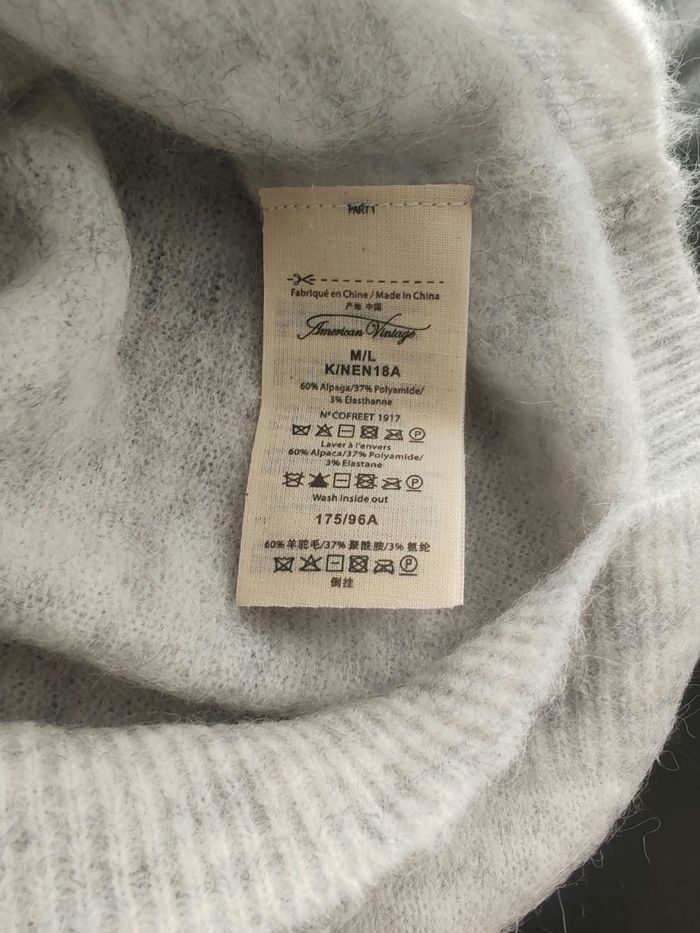 PART1
Fabriqué en Chine / Made in China
产地 中国
American Vintage
M/L
K/NEN18A
60% Alpaga/37% Polyamide/
3% Élasthanne
N° COFREET 1917
Laver à l'envers
60% Alpaca/37% Polyamide/
3% Elastane
Wash inside out
175/96A
60% 羊驼毛/37% 聚酰胺/3% 氨纶
倒挂